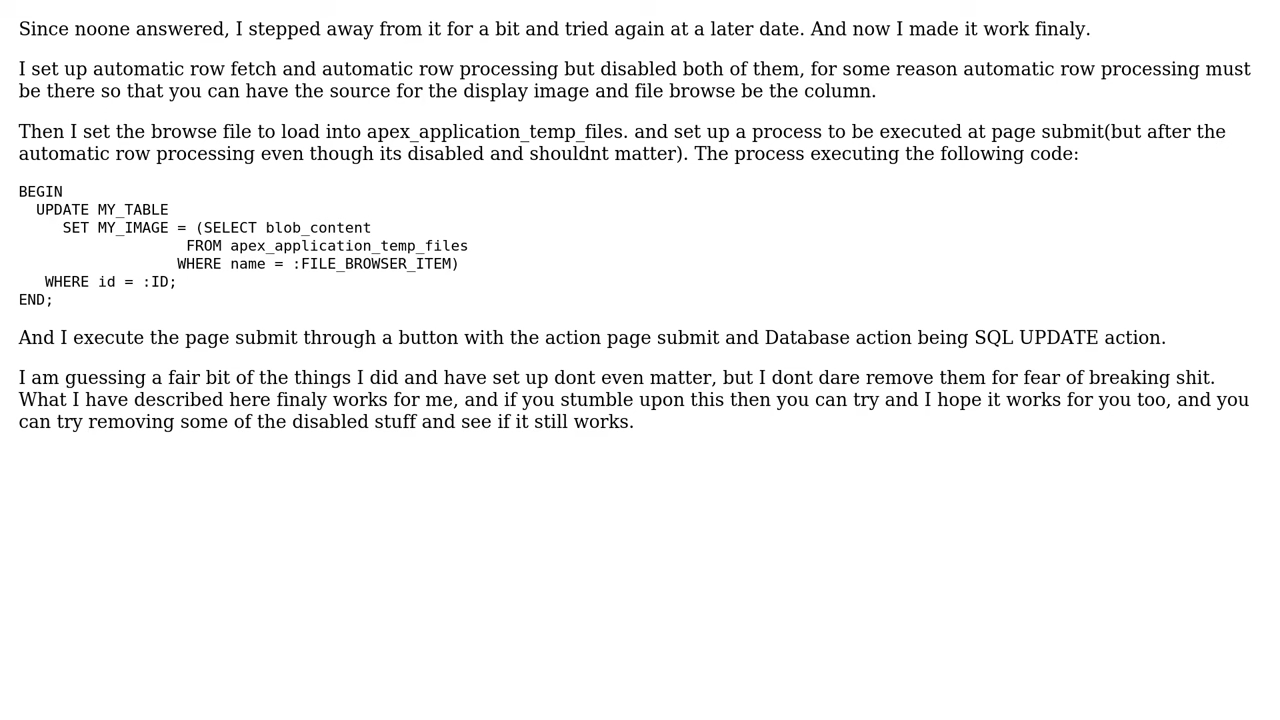 Since noone answered, I stepped away from it for a bit and tried again at a later date. And now I made it work finaly.
I set up automatic row fetch and automatic row processing but disabled both of them, for some reason automatic row processing must
be there so that you can have the source for the display image and file browse be the column.
Then I set the browse file to load into apex_application_temp_files. and set up a process to be executed at page submit(but after the
automatic row processing even though its disabled and shouldnt matter). The process executing the following code:
BEGIN
  UPDATE MY_TABLE
     SET MY_IMAGE = (SELECT blob_content
                   FROM apex_application_temp_files
                  WHERE name = :FILE_BROWSER_ITEM)
   WHERE id = :ID;
END;
And I execute the page submit through a button with the action page submit and Database action being SQL UPDATE action.
I am guessing a fair bit of the things I did and have set up dont even matter, but I dont dare remove them for fear of breaking shit.
What I have described here finaly works for me, and if you stumble upon this then you can try and I hope it works for you too, and you
can try removing some of the disabled stuff and see if it still works.